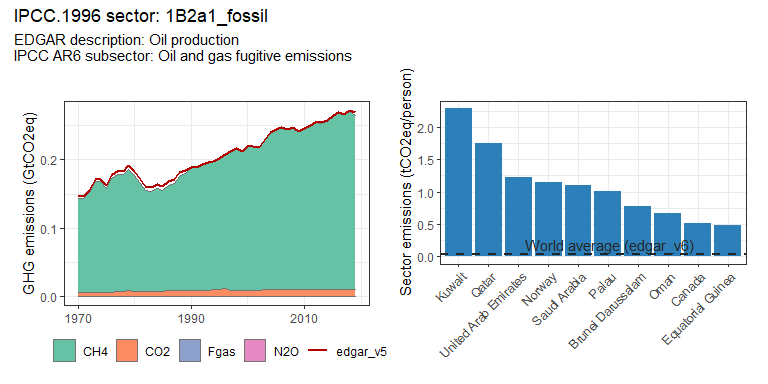 IPCC.1996 sector: 1B2a1_fossil
EDGAR description: Oil production
IPCC AR6 subsector: Oil and gas fugitive emissions
GHG emissions (GtCO2eq)
0.2
0.1
0.0
1970
1990
2010
CH4
CO2
Fgas
N2O
edgar_v5
Sector emissions (tCO2eq/person)
2.0
1.5
1.0
0.5
0.0
World average (edgar_v6)
Kuwait
Qatar
United Arab Emirates
Norway
Saudi Arabia
Palau
Brunei Darussalam
Oman
Canada
Equatorial Guinea